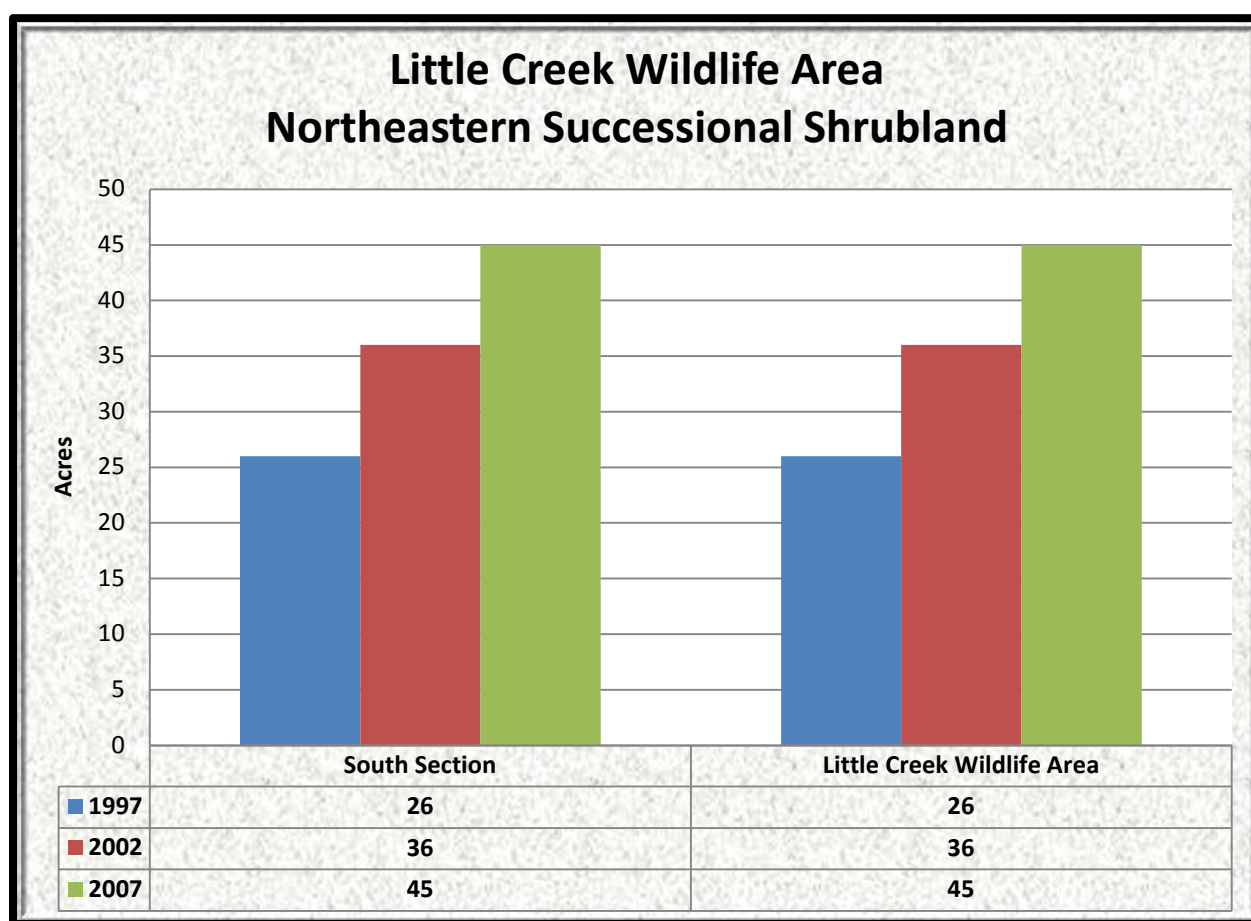 Little Creek Wildlife Area
Northeastern Successional Shrubland
50
45
40
35
30
25
20
15
10
5
0
Acres
South Section Little Creek Wildlife Area
1997 26 26
2002 36 36
2007 45 45